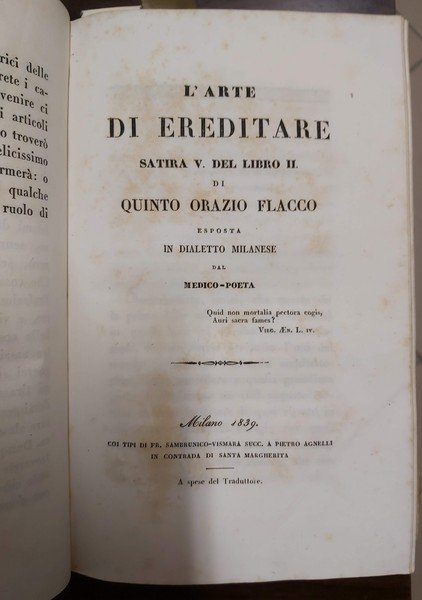 rici delle
rete i ca-
venire ci
i articoli
o troverò
elicissimo
ermerà: o
qualche
ruolo di
L'ARTE
DI EREDITARE
SATIRA V. DEL LIBRO II.
DI
QUINTO ORAZIO FLACCO
ESPOSTA
IN DIALETTO MILANESE
DAL
MEDICO-POETA
Quid non mortalia pectora cogis,
Auri sacra fames?
VIRG. ÆN. L. IV.
Milano 1839.
COI TIPI DI FR. SAMBRUNICO-VISMARA SUCC. A PIETRO AGNELLI
IN CONTRADA DI SANTA MARGHERITA
A spese del Traduttore.